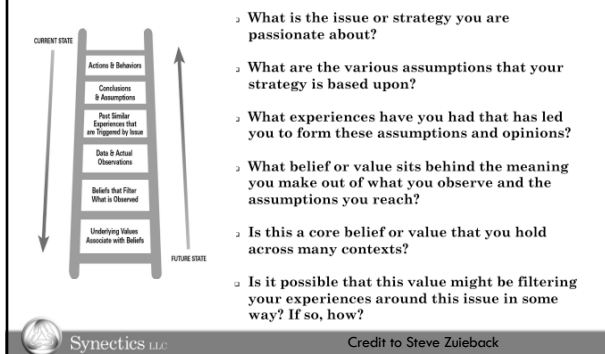 CURRENT STATE
Actions & Behaviors
Conclusions
& Assumptions
Past Similar
Experiences that
are Triggered by Issue
Data & Actual
Observations
Beliefs that Filter
What is Observed
Underlying Values
Associate with Beliefs
FUTURE STATE
What is the issue or strategy you are
passionate about?
What are the various assumptions that your
strategy is based upon?
What experiences have you had that has led
you to form these assumptions and opinions?
What belief or value sits behind the meaning
you make out of what you observe and the
assumptions you reach?
Is this a core belief or value that you hold
across many contexts?
Is it possible that this value might be filtering
your experiences around this issue in some
way? If so, how?
Synectics LLC
Credit to Steve Zuieback